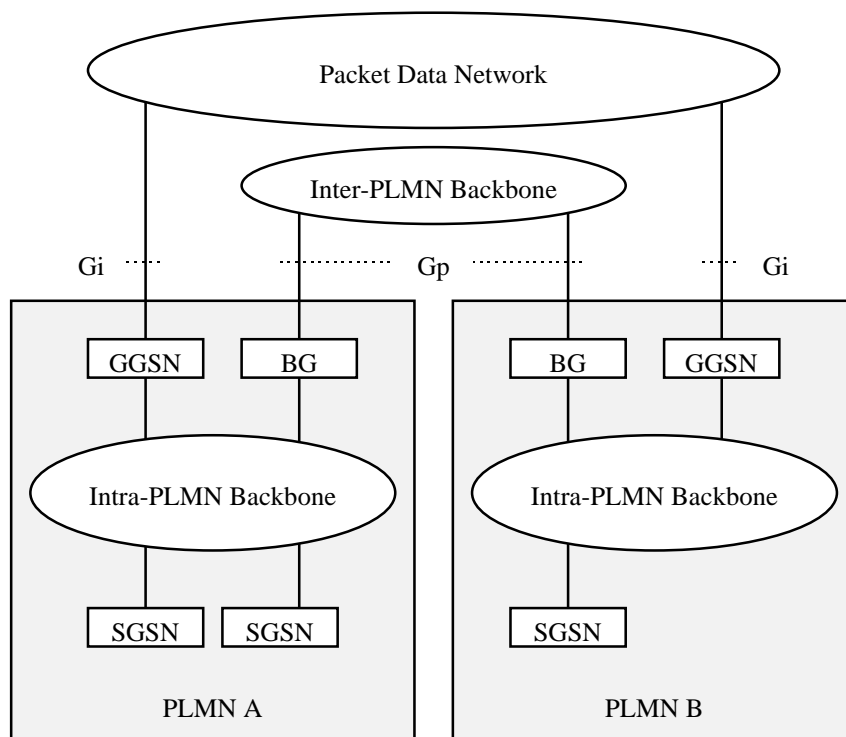 Packet Data Network
Inter-PLMN Backbone
Gi Gp Gi
GGSN BG BG GGSN
Intra-PLMN Backbone Intra-PLMN Backbone
SGSN SGSN SGSN
PLMN A PLMN B